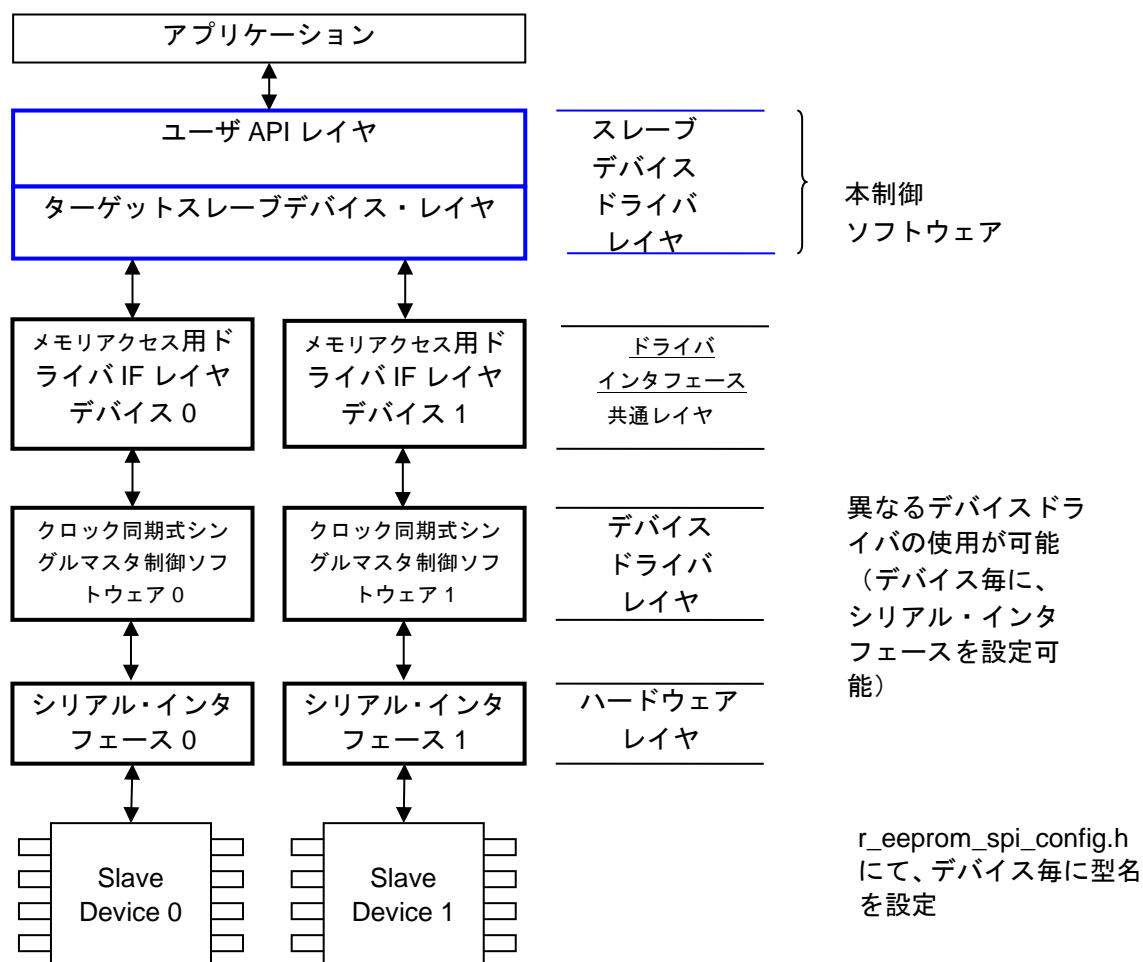 アプリケーション
ユーザ API レイヤ
ターゲットスレーブデバイス・レイヤ
スレーブ
デバイス
ドライバ
レイヤ
本制御
ソフトウェア
メモリアクセス用ド
ライバ IF レイヤ
デバイス 0
メモリアクセス用ド
ライバ IF レイヤ
デバイス 1
ドライバ
インタフェース
共通レイヤ
クロック同期式シン
グルマスタ制御ソフ
トウェア 0
クロック同期式シン
グルマスタ制御ソフ
トウェア 1
デバイス
ドライバ
レイヤ
異なるデバイスドラ
イバの使用が可能
（デバイス毎に、
シリアル・インタ
フェースを設定可
能）
シリアル・インタ
フェース 0
シリアル・インタ
フェース 1
ハードウェア
レイヤ
Slave
Device 0
Slave
Device 1
r_eeprom_spi_config.h
にて、デバイス毎に型名
を設定